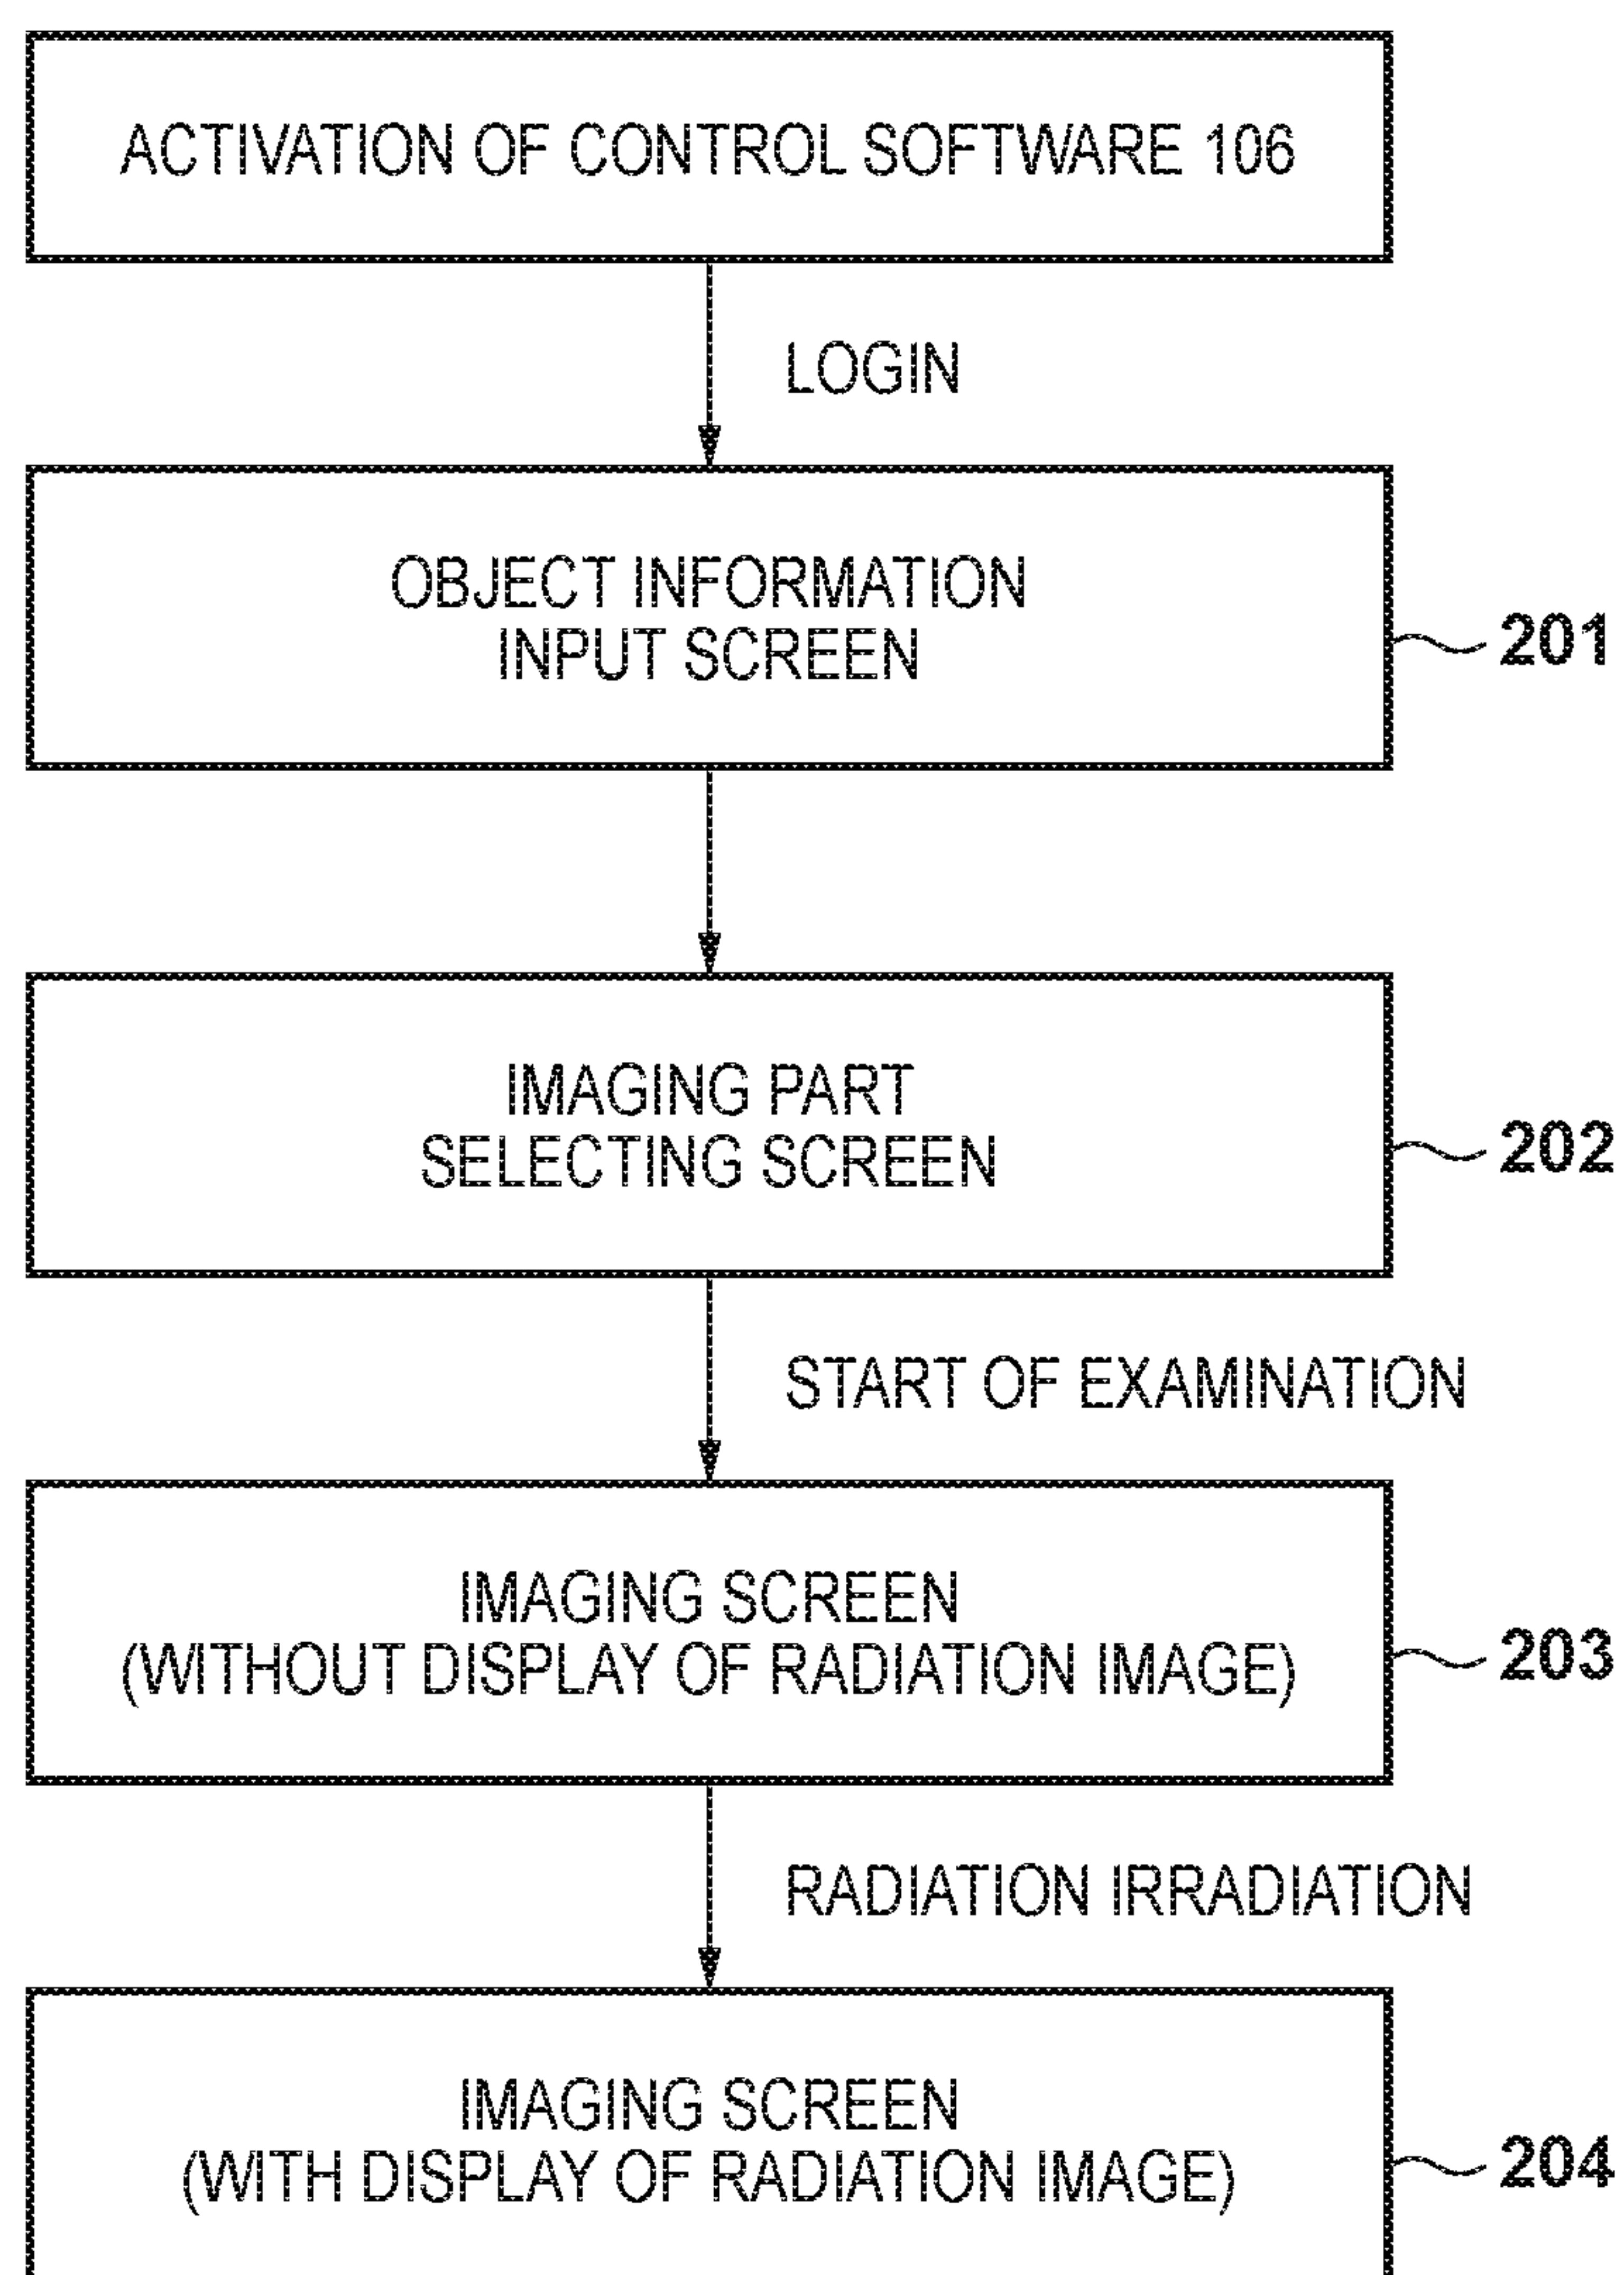 ACTIVATION OF CONTROL SOFTWARE 106
LOGIN
OBJECT INFORMATION
INPUT SCREEN
201
IMAGING PART
SELECTING SCREEN
202
START OF EXAMINATION
IMAGING SCREEN
(WITHOUT DISPLAY OF RADIATION IMAGE)
203
RADIATION IRRADIATION
IMAGING SCREEN
(WITH DISPLAY OF RADIATION IMAGE)
204